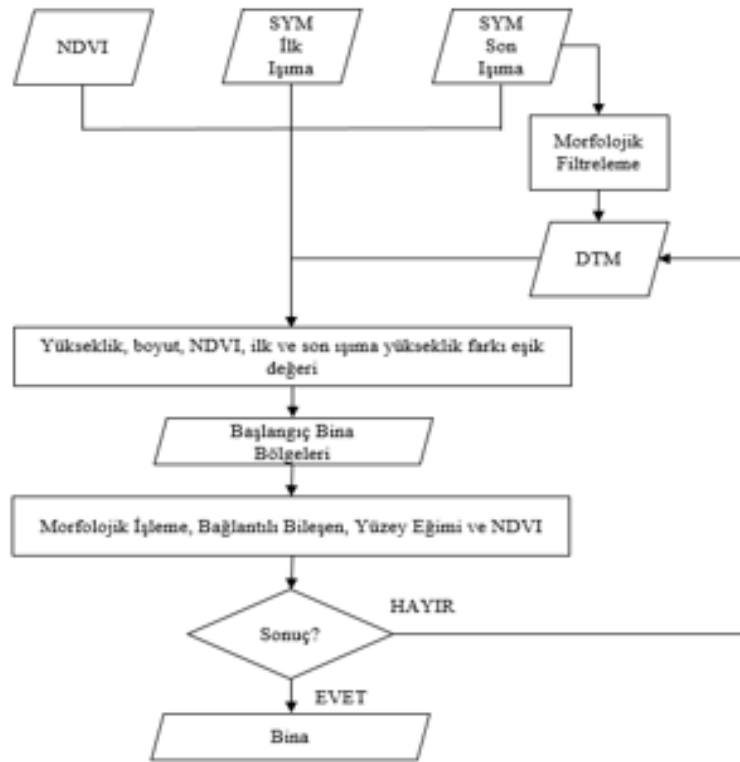 NDVI
SYM
İlk
Işıma
SYM
Son
Işıma
Morfolojik
Filtreleme
DTM
Yükseklik, boyut, NDVI, ilk ve son ışıma yükseklik farkı eşik
değeri
Başlangıç Bina
Bölgeleri
Morfolojik İşleme, Bağlantılı Bileşen, Yüzey Eğimi ve NDVI
Sonuç?
HAYIR
EVET
Bina